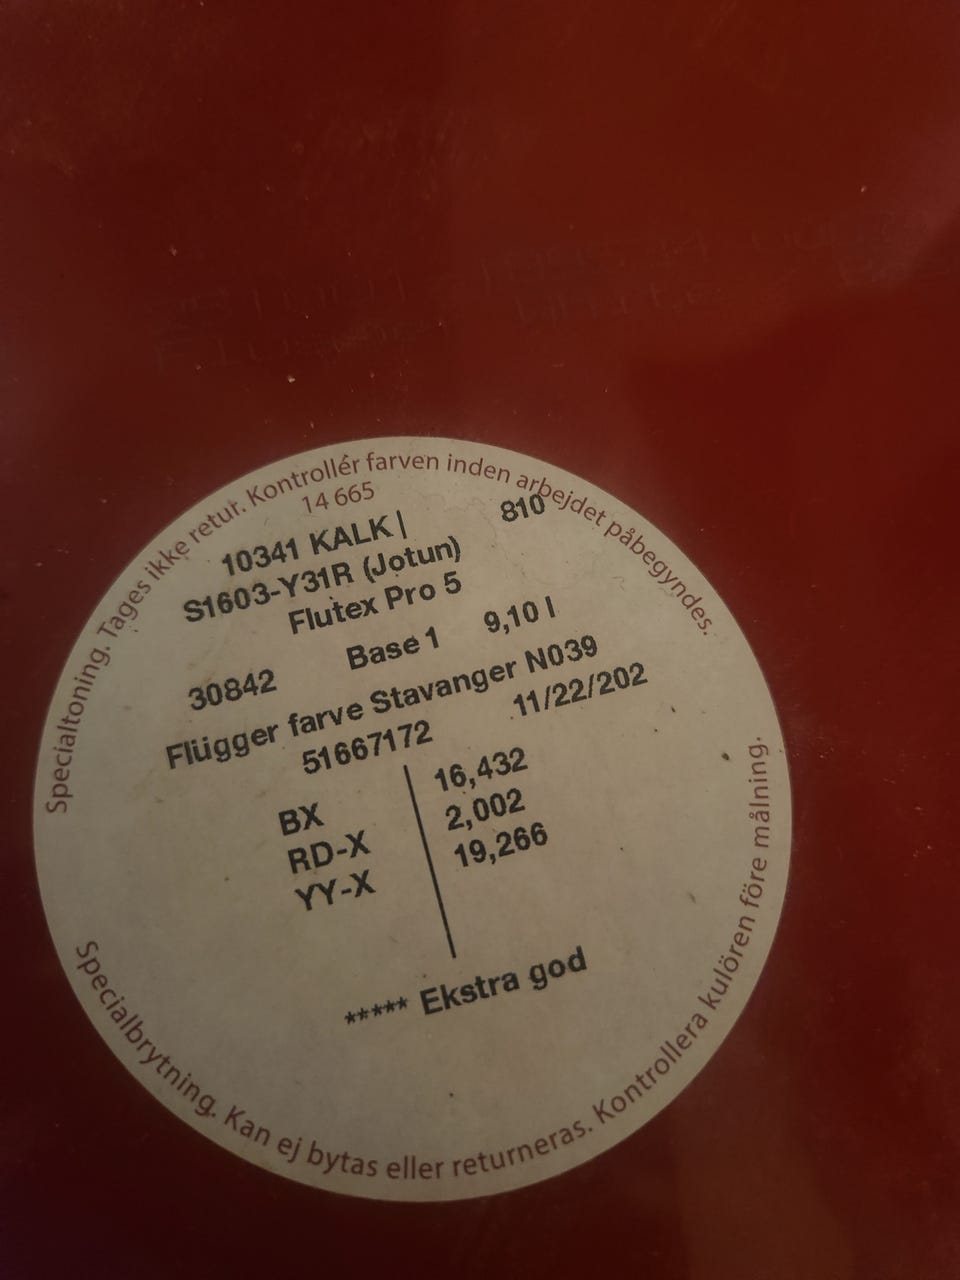 Specialtoning. Tages ikke retur. Kontrollér farven inden arbejdet påbegyndes.
14 665
10341 KALK | 810
S1603-Y31R (Jotun)
Flutex Pro 5
30842 Base 1 9,10 l
Flügger farve Stavanger N039
51667172 11/22/202
BX 16,432
RD-X 2,002
YY-X 19,266
***** Ekstra god
Specialbrytning. Kan ej bytas eller returneras. Kontrollera kulören före målning.